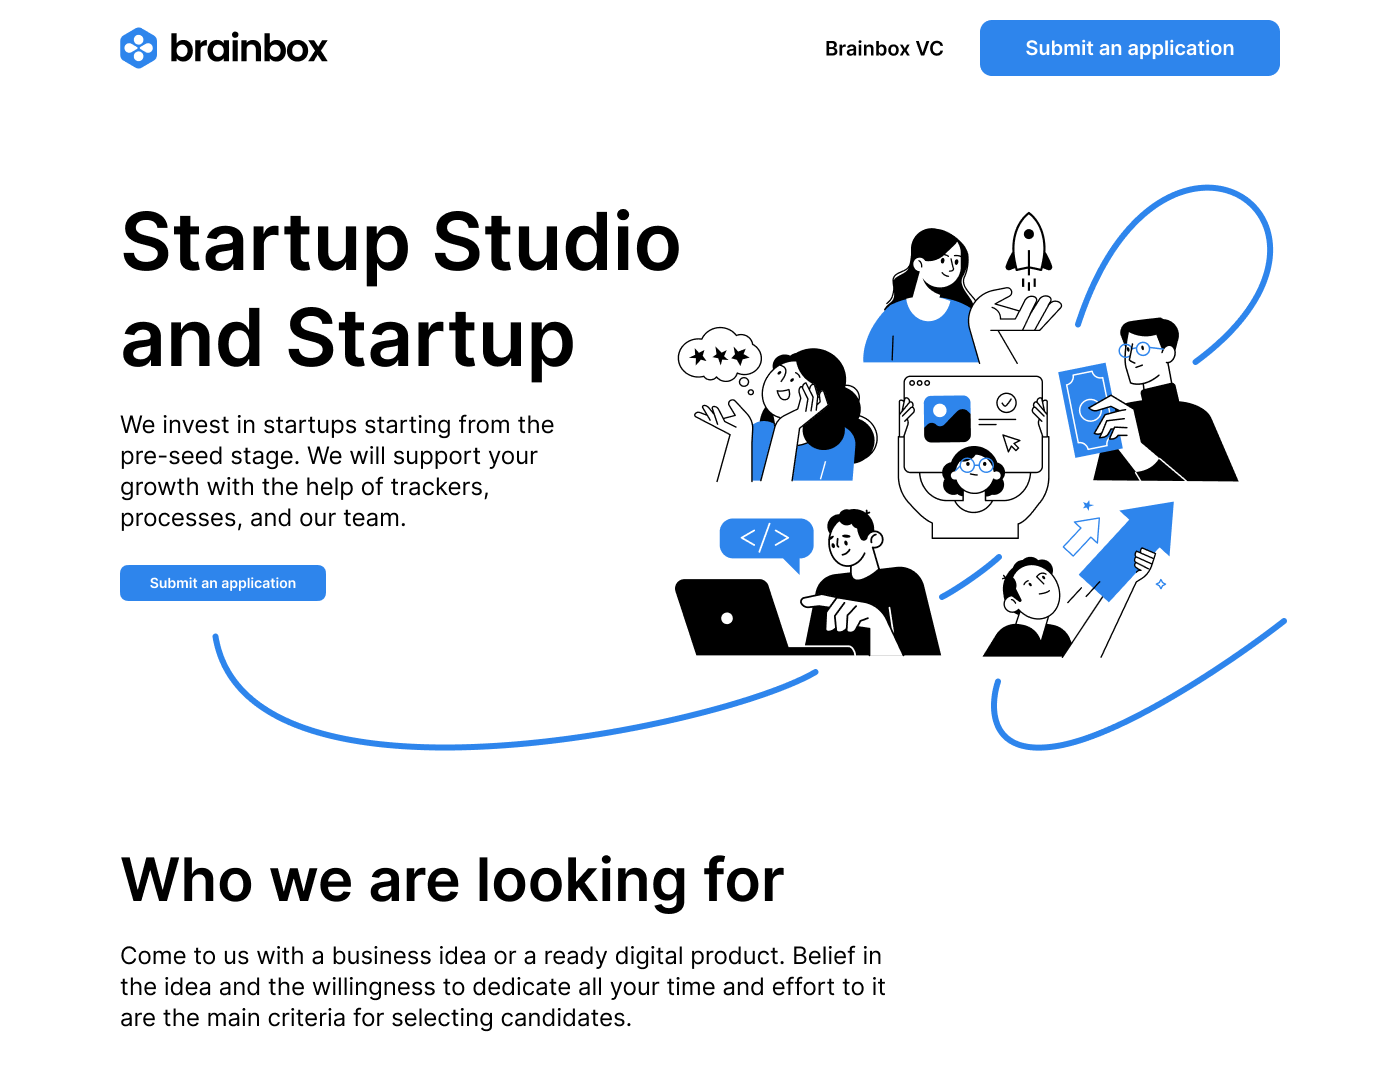 brainbox
Brainbox VC
Submit an application
Startup Studio
and Startup
We invest in startups starting from the
pre-seed stage. We will support your
growth with the help of trackers,
processes, and our team.
Submit an application
</>
Who we are looking for
Come to us with a business idea or a ready digital product. Belief in
the idea and the willingness to dedicate all your time and effort to it
are the main criteria for selecting candidates.